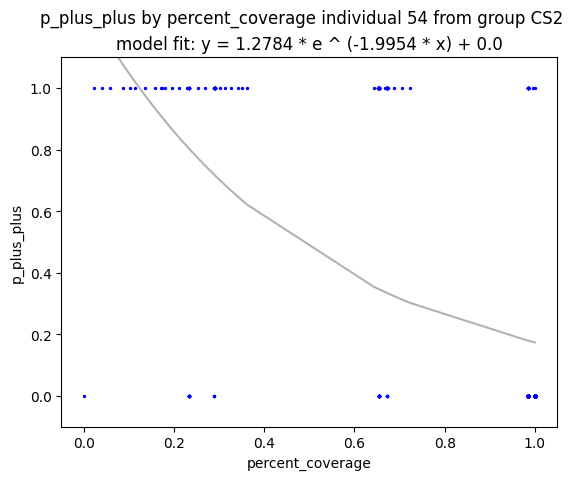 p_plus_plus by percent_coverage individual 54 from group CS2
model fit: y = 1.2784 * e ^ (-1.9954 * x) + 0.0
1.0
0.8
0.6
0.4
0.2
0.0
p_plus_plus
0.0 0.2 0.4 0.6 0.8 1.0
percent_coverage